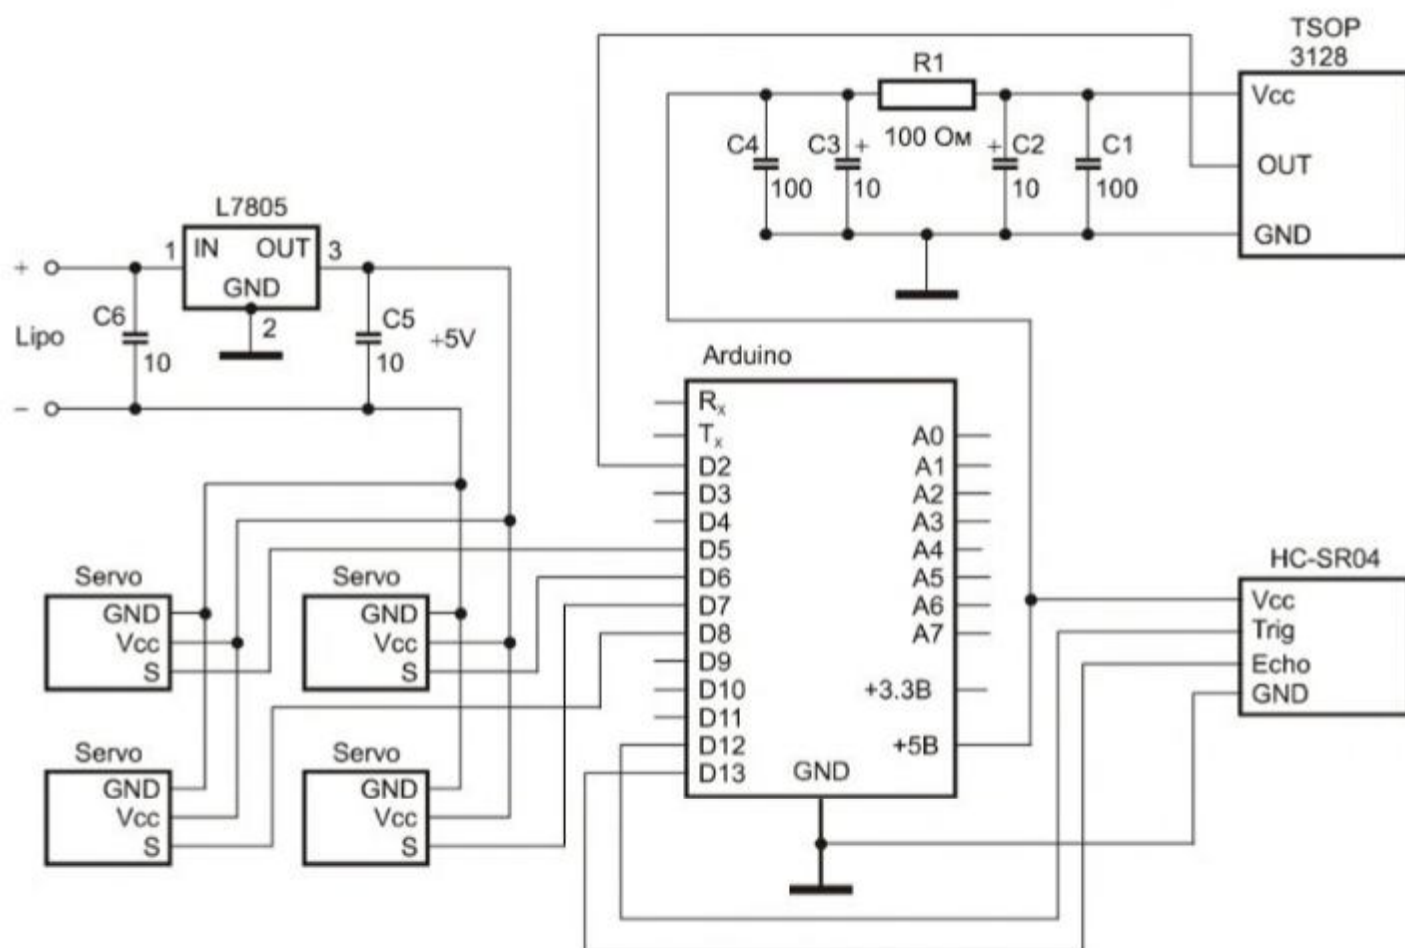 TSOP
3128
Vcc
OUT
GND
R1
100 Ом
C4
100
C3 +
10
+ C2
10
C1
100
L7805
1 IN OUT 3
GND
2
+
Lipo
−
C6
10
C5
10
+5V
Arduino
Rx
Tx
D2
D3
D4
D5
D6
D7
D8
D9
D10
D11
D12
D13
A0
A1
A2
A3
A4
A5
A6
A7
+3.3В
+5В
GND
HC-SR04
Vcc
Trig
Echo
GND
Servo
GND
Vcc
S
Servo
GND
Vcc
S
Servo
GND
Vcc
S
Servo
GND
Vcc
S